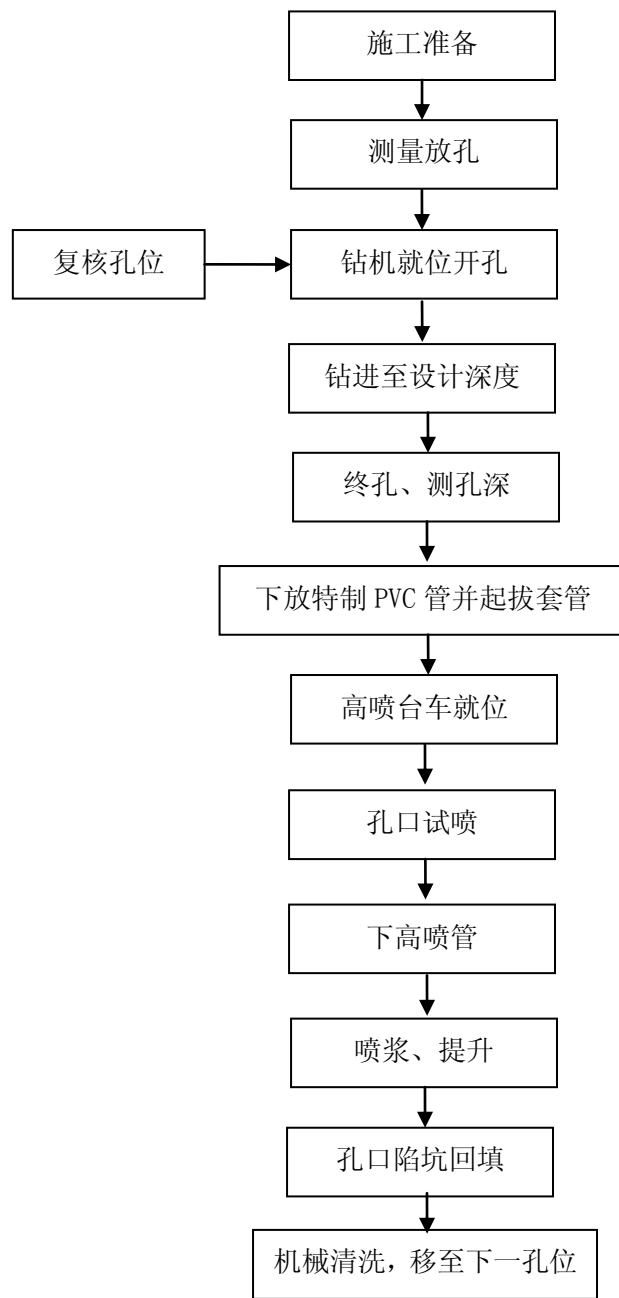 施工准备
测量放孔
复核孔位
钻机就位开孔
钻进至设计深度
终孔、测孔深
下放特制 PVC 管并起拔套管
高喷台车就位
孔口试喷
下高喷管
喷浆、提升
孔口陷坑回填
机械清洗，移至下一孔位